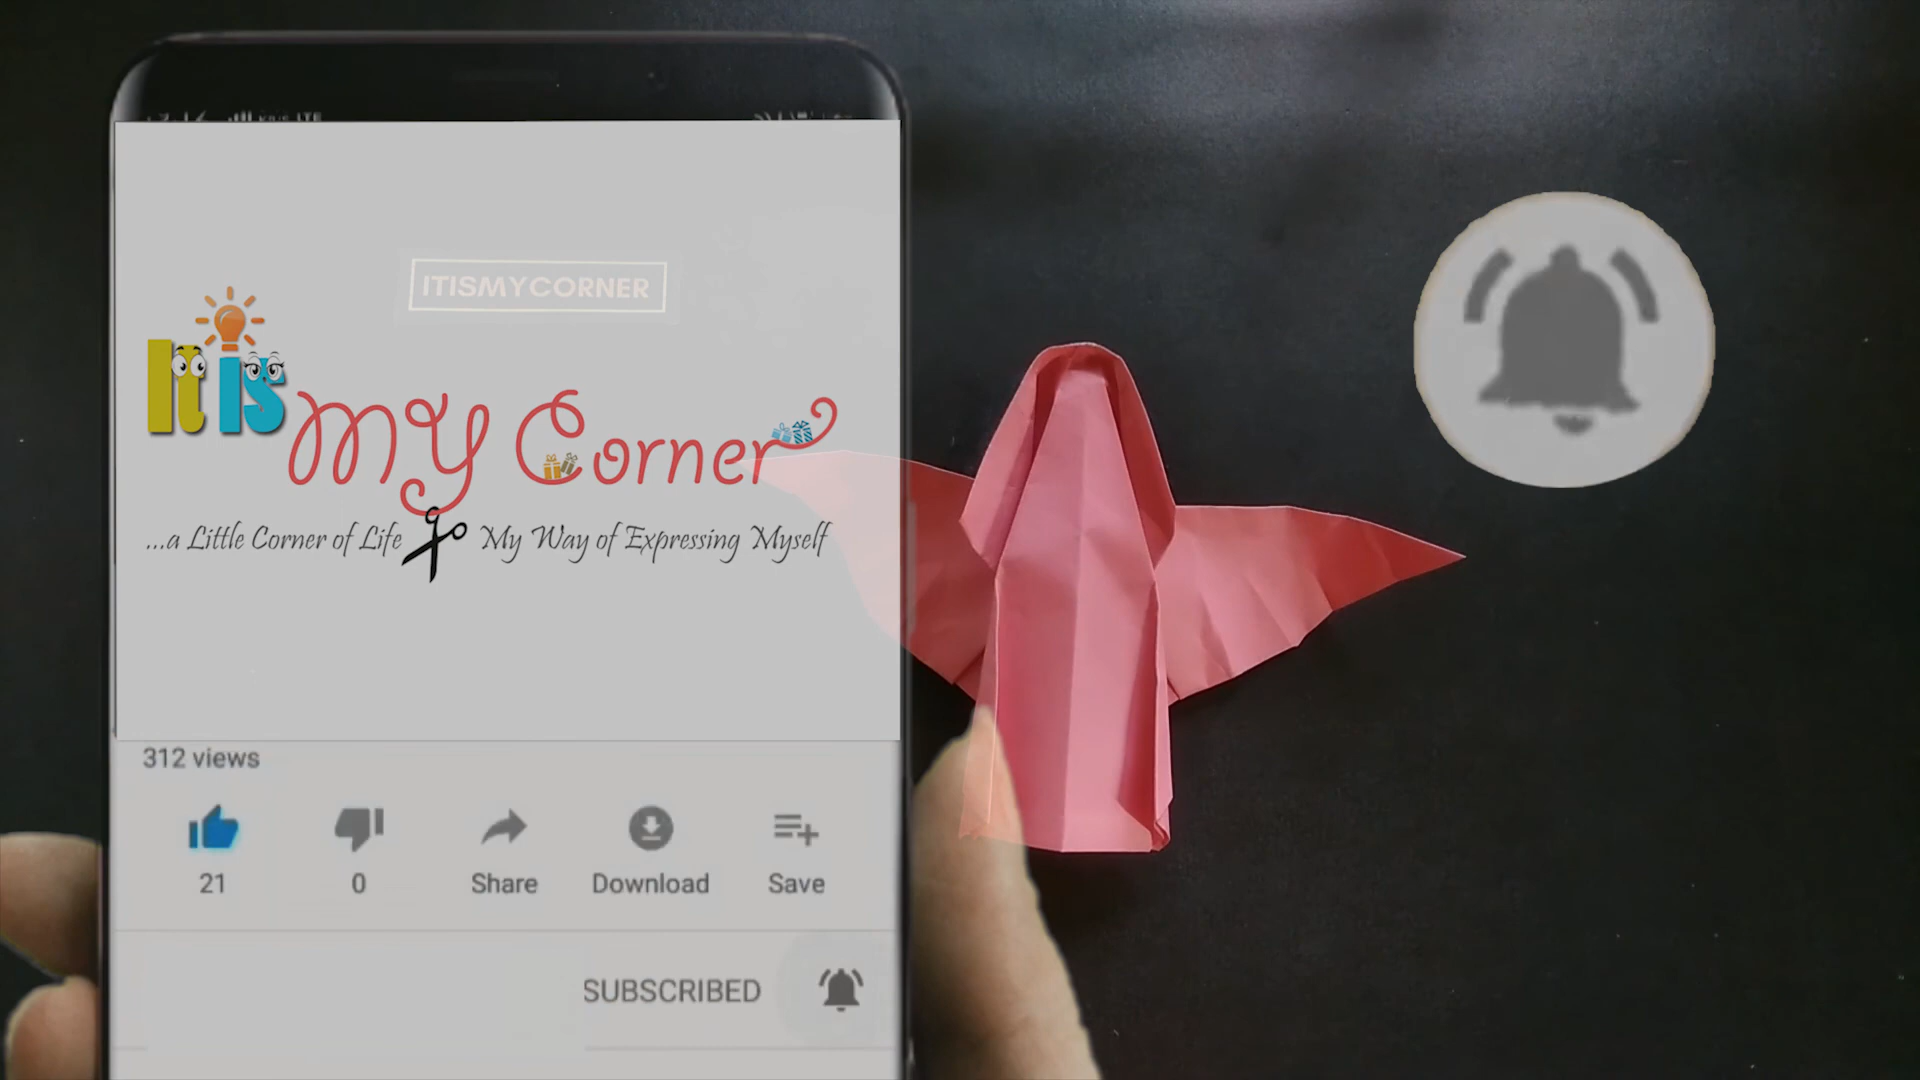 LTE
ITISMYCORNER
It is
My Corner
...a Little Corner of Life My Way of Expressing Myself
312 views
21 0 Share Download Save
SUBSCRIBED